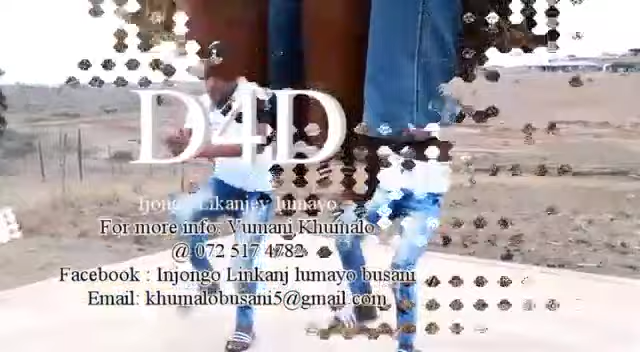 D4D
Injongo Likanjey lumayo
For more info: Vumani Khumalo
@ 072 517 4782
Facebook : Injongo Linkanj lumayo busani
Email: khumalobusani5@gmail.com